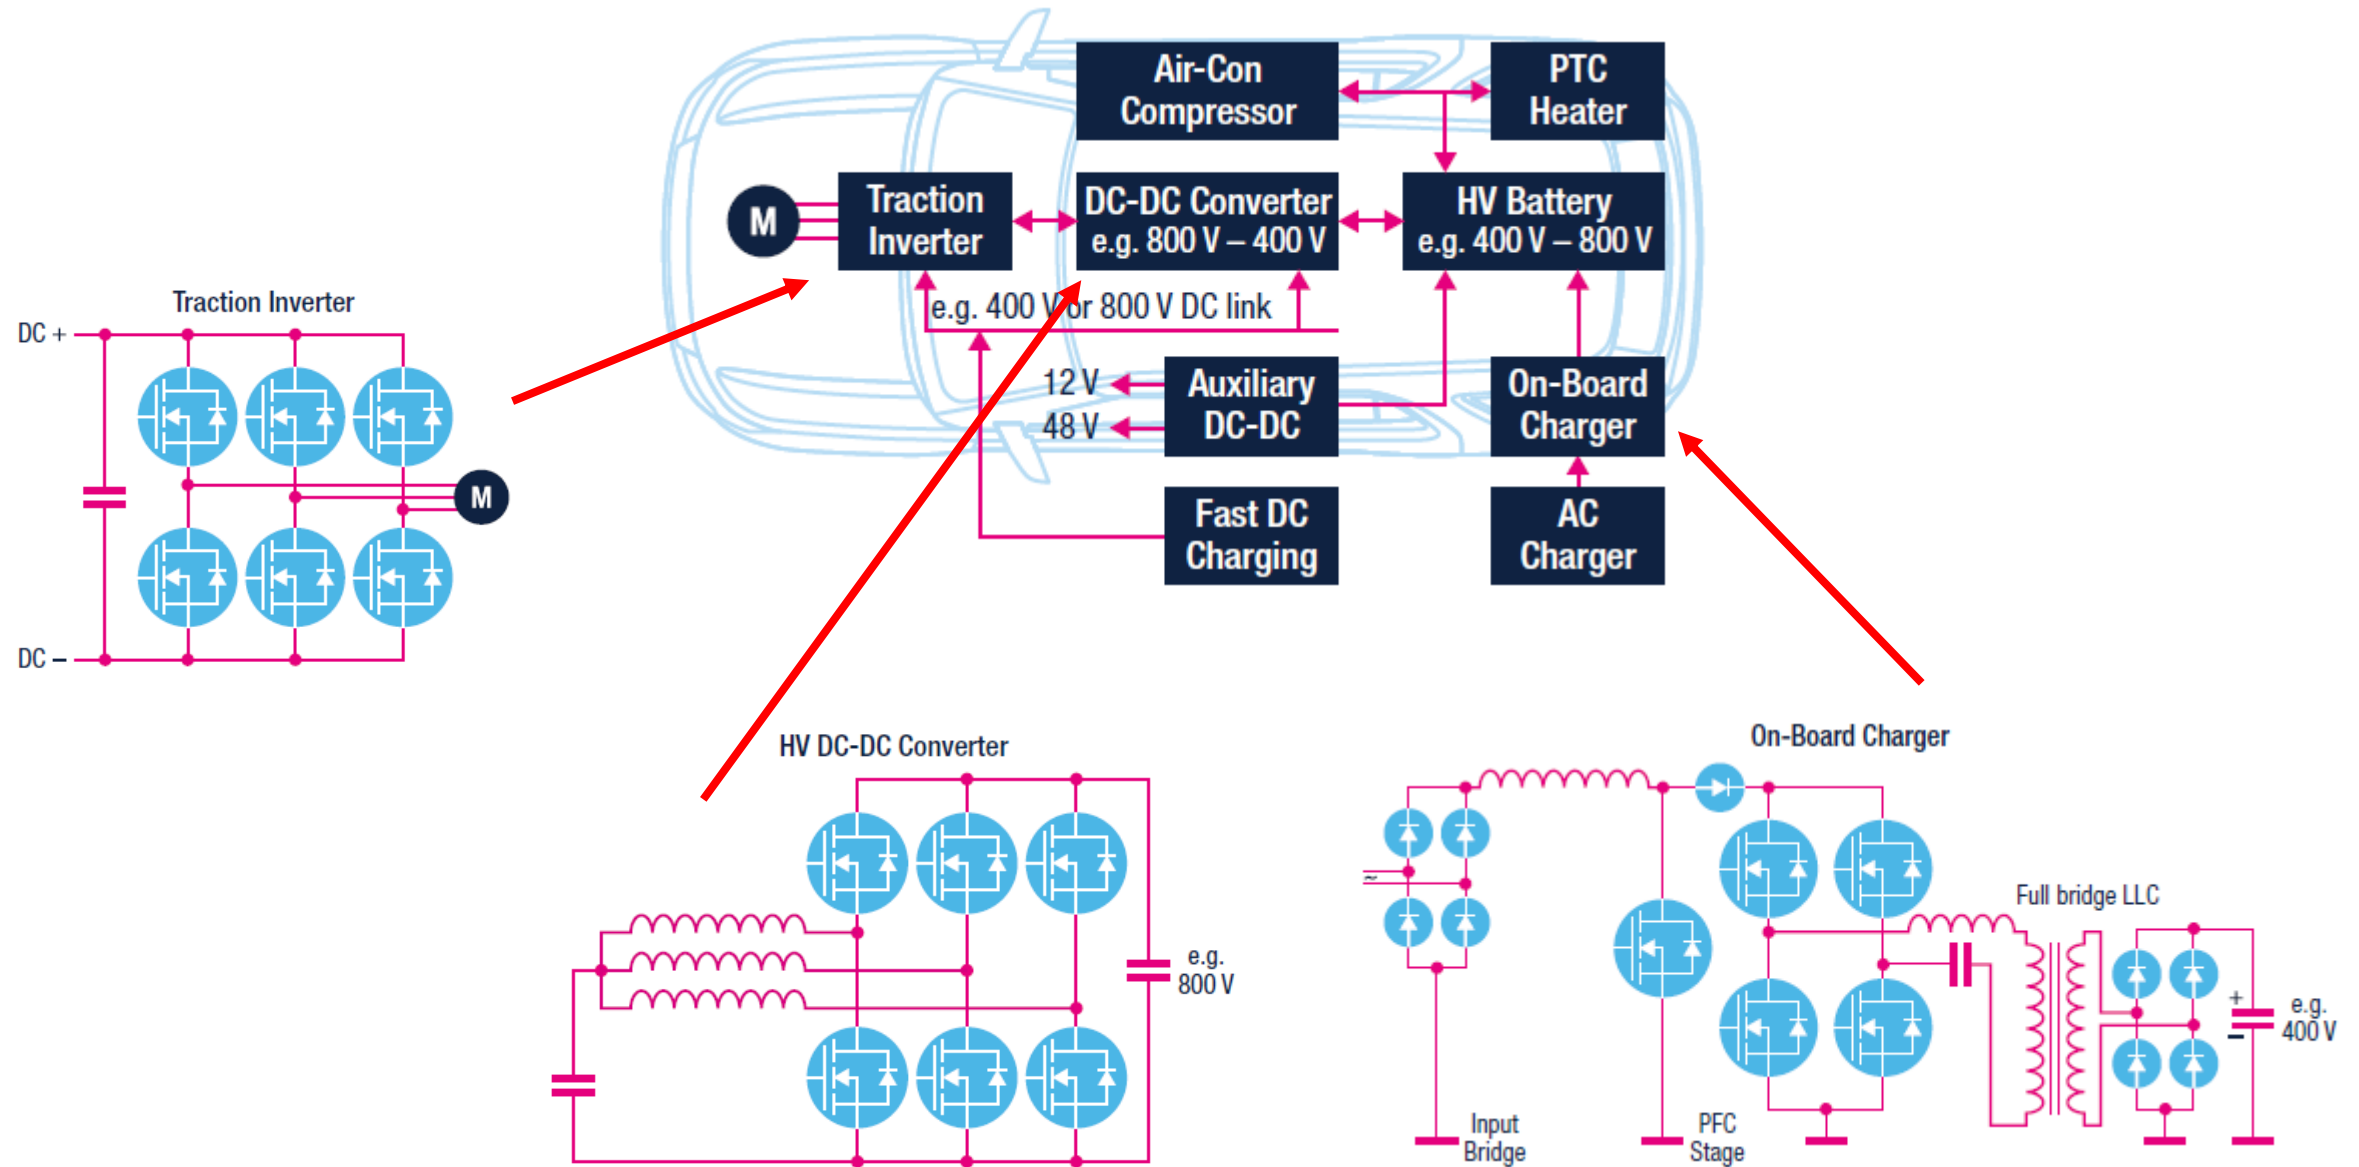 Air-Con
Compressor
PTC
Heater
M
Traction
Inverter
DC-DC Converter
e.g. 800 V – 400 V
HV Battery
e.g. 400 V – 800 V
e.g. 400 V or 800 V DC link
12 V
48 V
Auxiliary
DC-DC
On-Board
Charger
Fast DC
Charging
AC
Charger
Traction Inverter
DC +
M
DC –
HV DC-DC Converter
e.g.
800 V
On-Board Charger
~
Full bridge LLC
+
–
e.g.
400 V
Input
Bridge
PFC
Stage